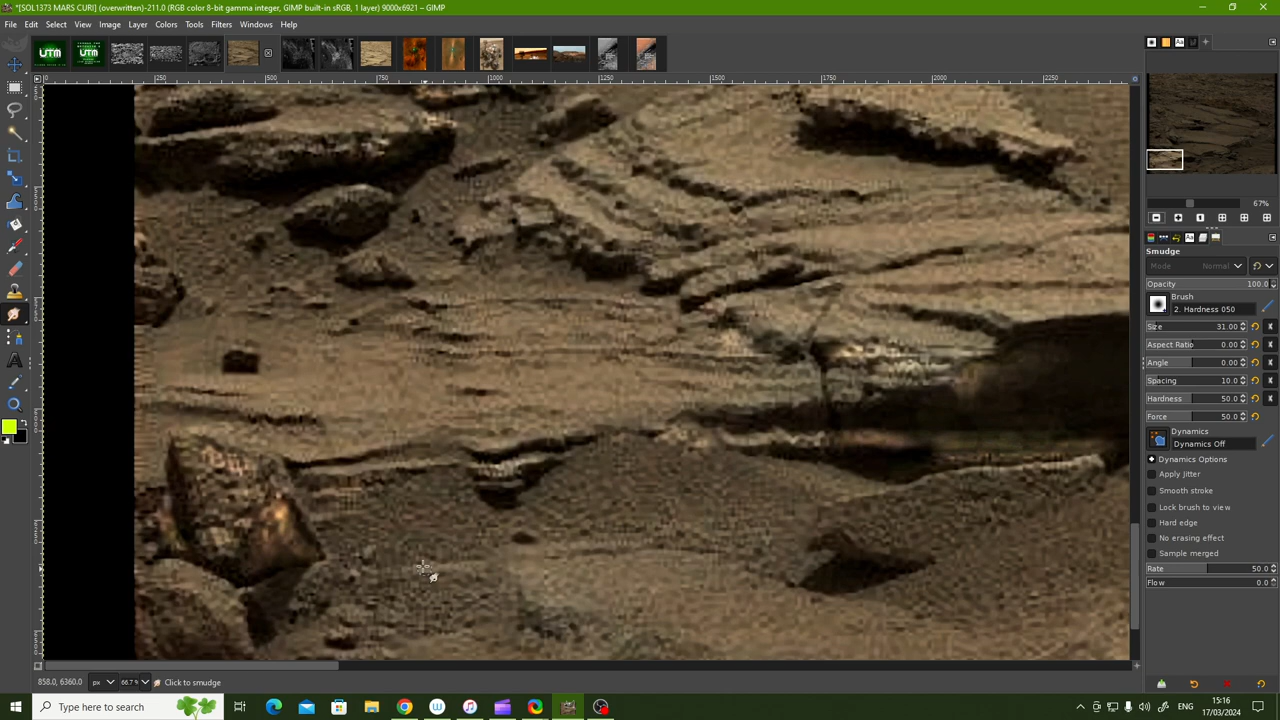 *[SOL1373 MARS CURI] (overwritten)-211.0 (RGB color 8-bit gamma integer, GIMP built-in sRGB, 1 layer) 9000x6921 – GIMP
File Edit Select View Image Layer Colors Tools Filters Windows Help
UTM
UTM
0 250 500 750 1000 1250 1500 1750 2000 2250
67%
Smudge
Mode Normal
Opacity 100.0
Brush
2. Hardness 050
Size 31.00
Aspect Ratio 0.00
Angle 0.00
Spacing 10.0
Hardness 50.0
Force 50.0
Dynamics
Dynamics Off
Dynamics Options
Apply Jitter
Smooth stroke
Lock brush to view
Hard edge
No erasing effect
Sample merged
Rate 50.0
Flow 0.0
858.0, 6360.0 px 66.7 % Click to smudge
Type here to search
ENG
15:16
17/03/2024